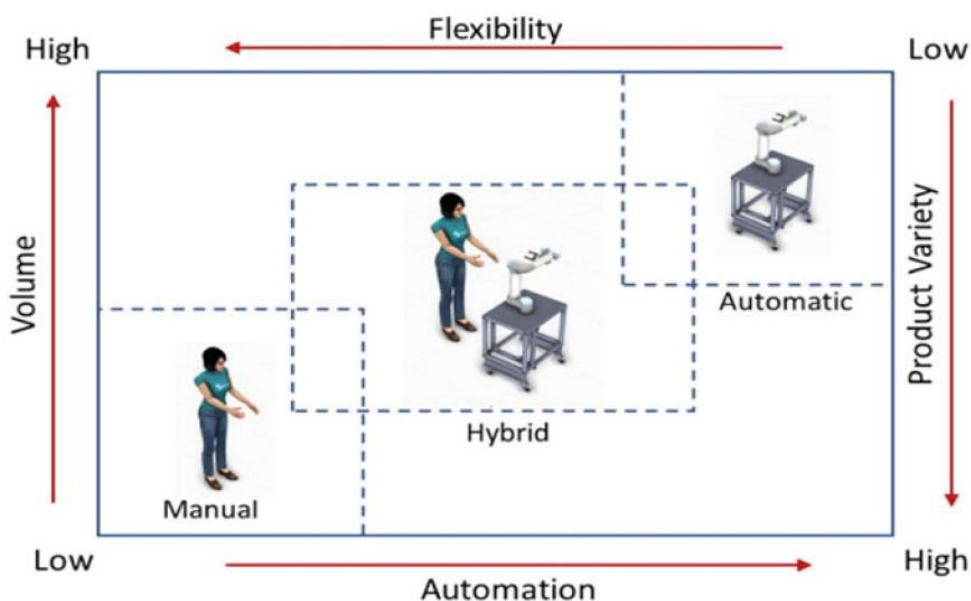 Flexibility
High
Low
Volume
Product Variety
Automatic
Hybrid
Manual
Low
High
Automation